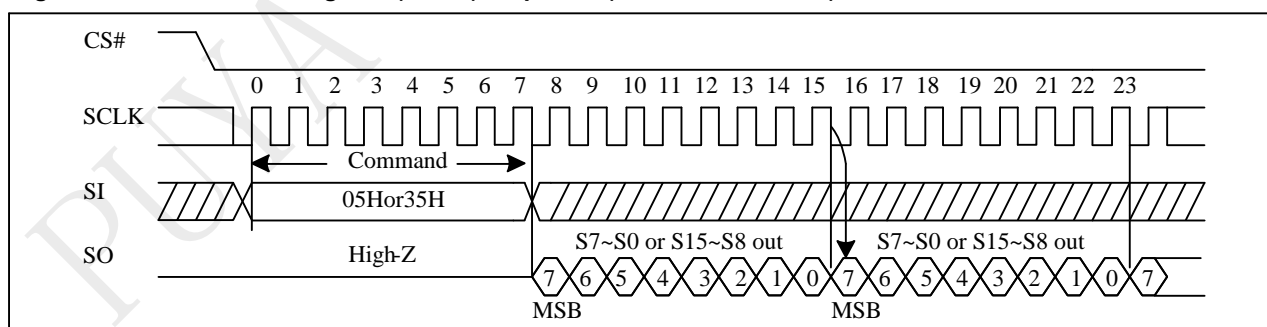 CS#
0 1 2 3 4 5 6 7 8 9 10 11 12 13 14 15 16 17 18 19 20 21 22 23
SCLK
Command
SI
05Hor35H
S7~S0 or S15~S8 out S7~S0 or S15~S8 out
SO
High-Z
7 6 5 4 3 2 1 0 7 6 5 4 3 2 1 0 7
MSB MSB
PUYA